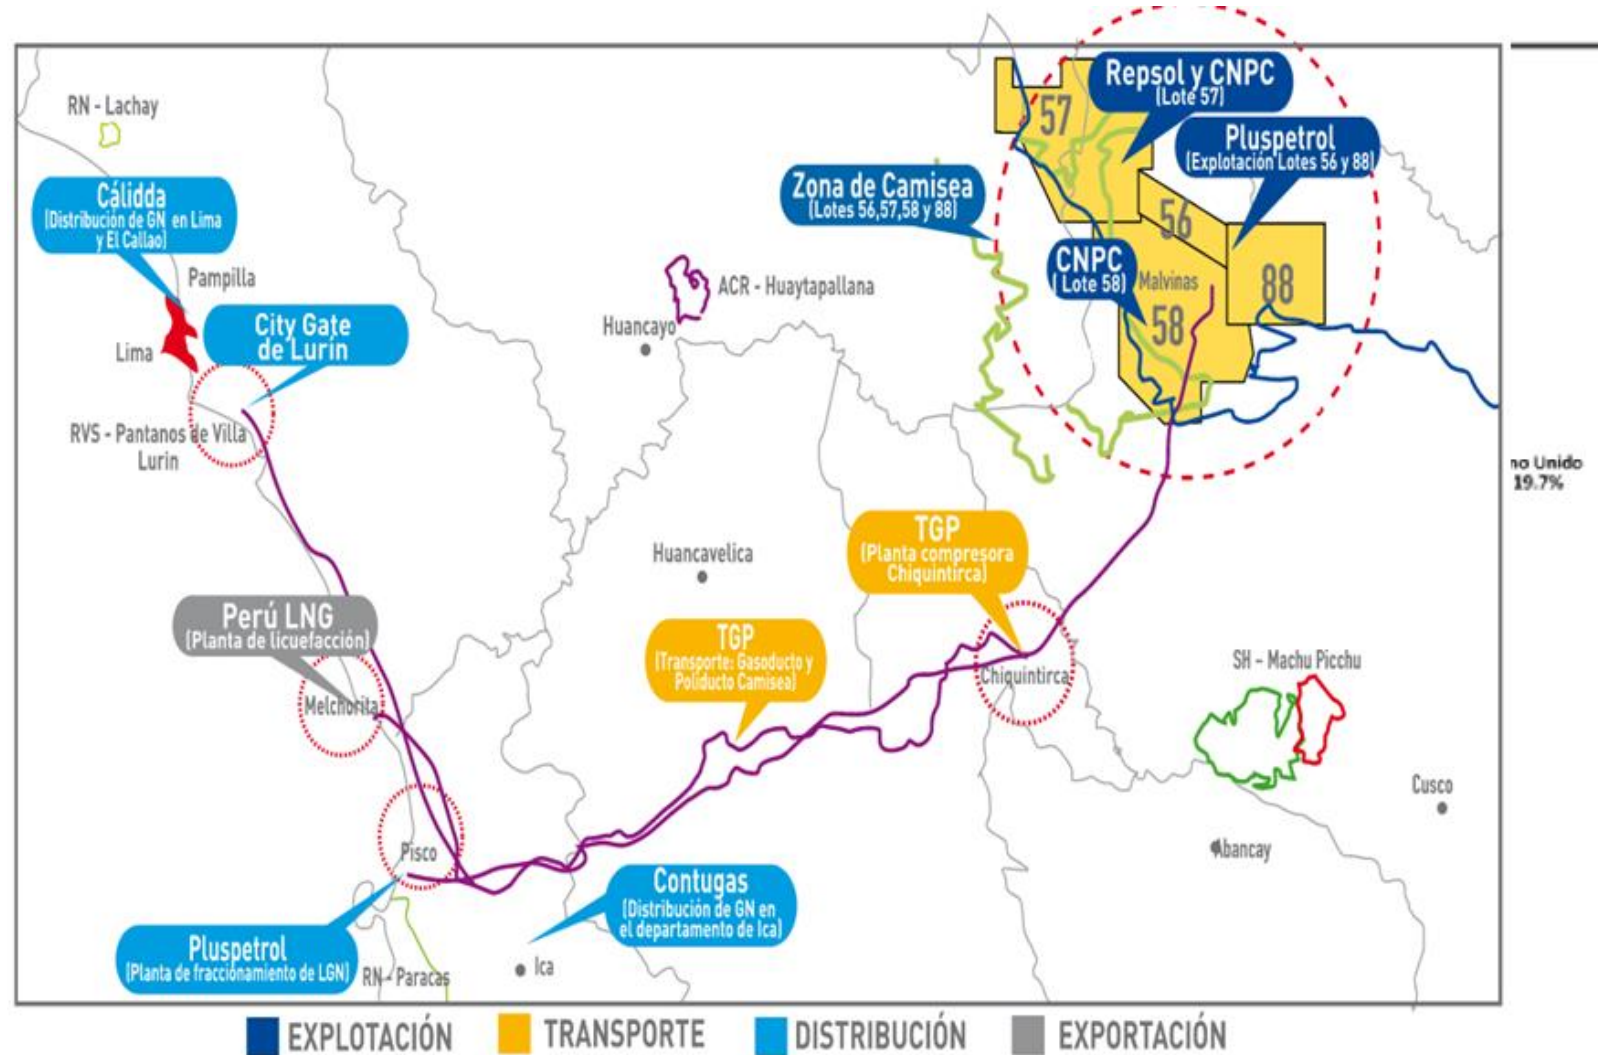 RN - Lachay
Cálidda
(Distribución de GN en Lima
y El Callao)
Pampilla
Lima
City Gate
de Lurín
RVS - Pantanos de Villa
Lurin
Huancayo
ACR - Huaytapallana
Zona de Camisea
(Lotes 56,57,58 y 88)
57
Repsol y CNPC
(Lote 57)
Pluspetrol
(Explotación Lotes 56 y 88)
56
CNPC
( Lote 58)
Malvinas
58
88
no Unido
19.7%
Huancavelica
TGP
(Planta compresora
Chiquintirca)
TGP
(Transporte: Gasoducto y
Poliducto Camisea)
Chiquintirca
Perú LNG
(Planta de licuefacción)
Melchorita
SH - Machu Picchu
Cusco
Abancay
Pisco
Pluspetrol
(Planta de fraccionamiento de LGN)
RN - Paracas
Contugas
(Distribución de GN en
el departamento de Ica)
Ica
EXPLOTACIÓN
TRANSPORTE
DISTRIBUCIÓN
EXPORTACIÓN